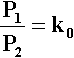 P₁/P₂ = k₀